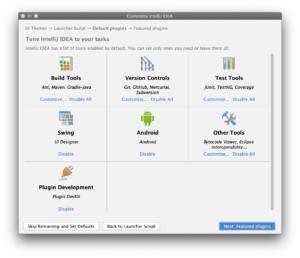 Customize IntelliJ IDEA
UI Themes → Launcher Script → Default plugins → Featured plugins
Tune IntelliJ IDEA to your tasks
IntelliJ IDEA has a lot of tools enabled by default. You can set only ones you need or leave them all.
Build Tools
Ant, Maven, Gradle-java
Customize... Disable All
Version Controls
Git, GitHub, Mercurial,
Subversion
Customize... Disable All
Test Tools
JUnit, TestNG, Coverage
Customize... Disable All
Swing
UI Designer
Disable
Android
Android
Disable
Other Tools
Bytecode Viewer, Eclipse
Interoperability...
Customize... Disable All
Plugin Development
Plugin DevKit
Disable
Skip Remaining and Set Defaults
Back to Launcher Script
Next: Featured plugins